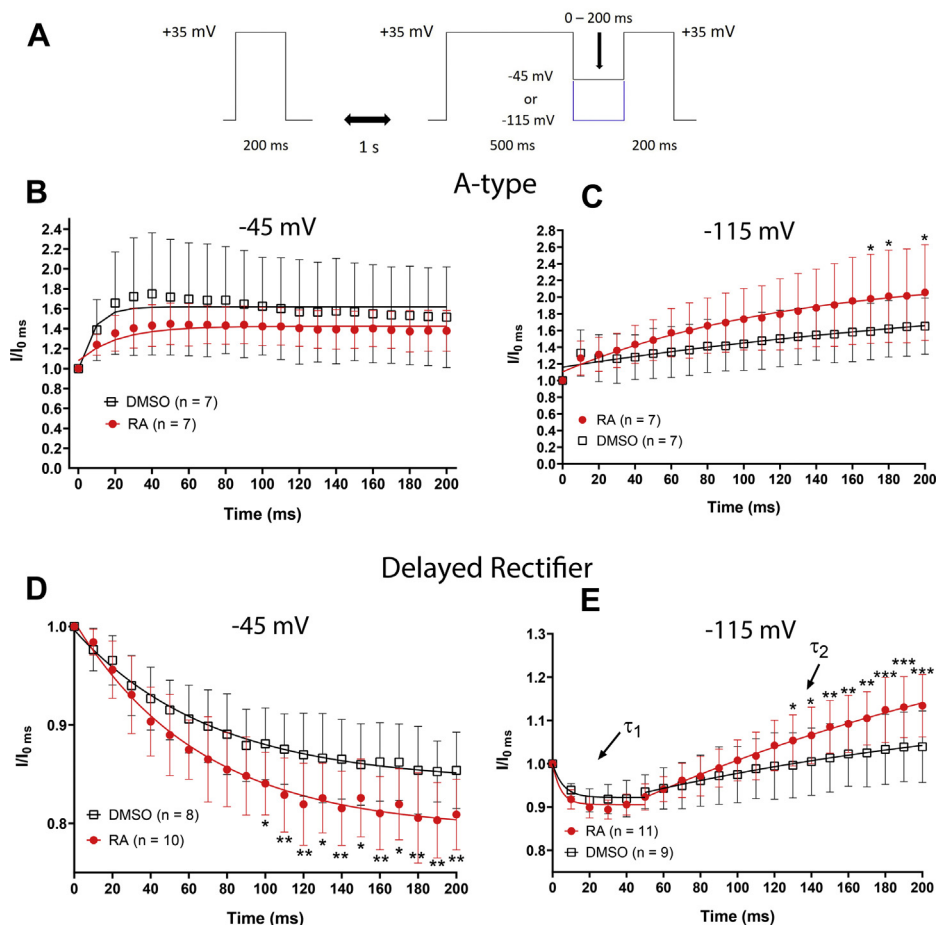 A
0 – 200 ms
+35 mV
+35 mV
+35 mV
-45 mV
or
-115 mV
200 ms
1 s
500 ms
200 ms
A-type
B
-45 mV
I/I0 ms
2.4
2.2
2.0
1.8
1.6
1.4
1.2
1.0
0.8
0.6
0.4
0.2
0.0
DMSO (n = 7)
RA (n = 7)
0 20 40 60 80 100 120 140 160 180 200
Time (ms)
C
-115 mV
I/I0 ms
2.8
2.6
2.4
2.2
2.0
1.8
1.6
1.4
1.2
1.0
0.8
0.6
0.4
0.2
0.0
* * *
RA (n = 7)
DMSO (n = 7)
0 20 40 60 80 100 120 140 160 180 200
Time (ms)
Delayed Rectifier
D
-45 mV
I/I0 ms
1.0
0.9
0.8
DMSO (n = 8)
RA (n = 10)
* ** ** * ** * ** * ** ** **
0 20 40 60 80 100 120 140 160 180 200
Time (ms)
E
-115 mV
I/I0 ms
1.3
1.2
1.1
1.0
0.9
0.8
τ1
τ2
* * ** ** ** *** *** ***
RA (n = 11)
DMSO (n = 9)
0 20 40 60 80 100 120 140 160 180 200
Time (ms)